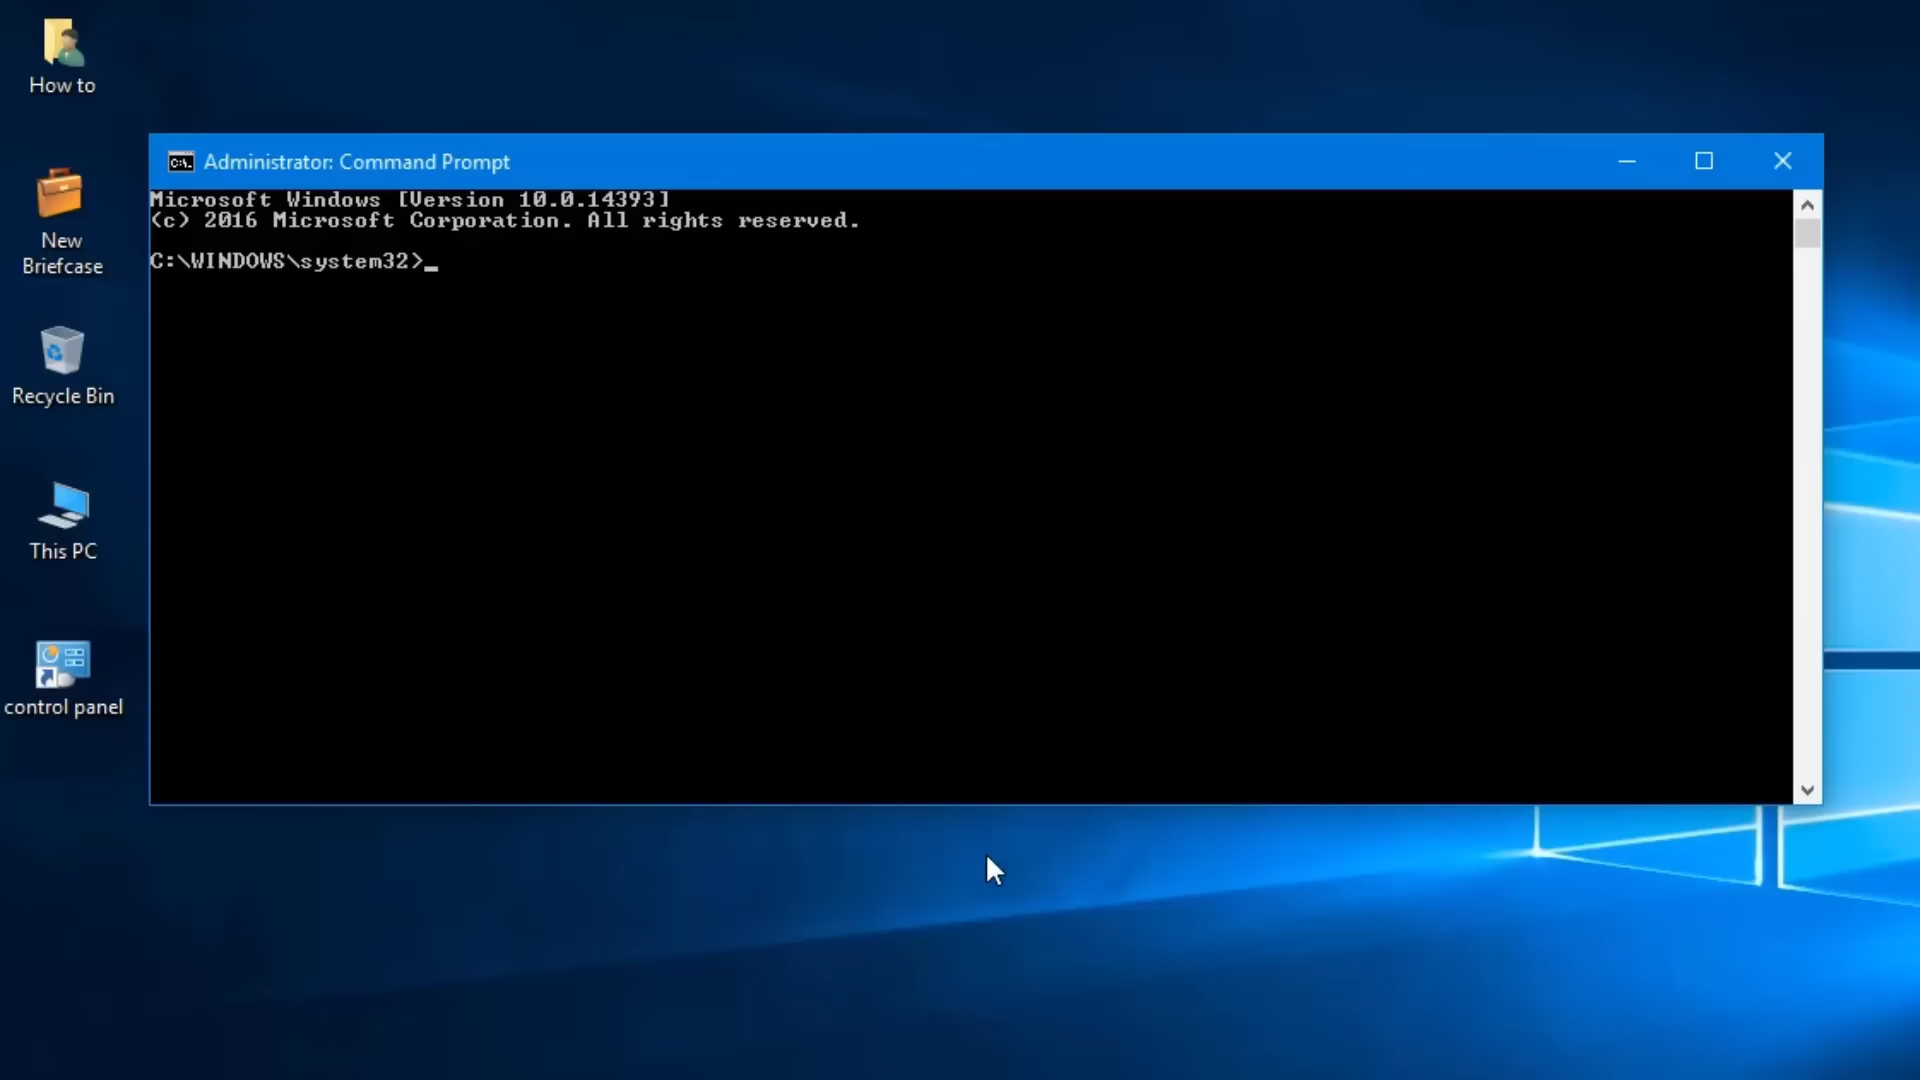 How to
New
Briefcase
Recycle Bin
This PC
control panel
C:\.
Administrator: Command Prompt
Microsoft Windows [Version 10.0.14393]
(c) 2016 Microsoft Corporation. All rights reserved.
C:\WINDOWS\system32>_